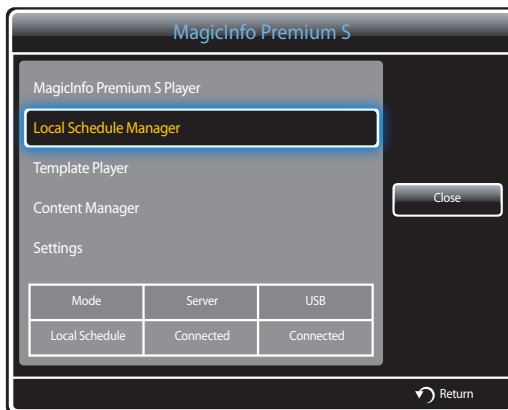 MagicInfo Premium S
MagicInfo Premium S Player
Local Schedule Manager
Template Player
Content Manager
Settings
Close
Mode Server USB
Local Schedule Connected Connected
Return